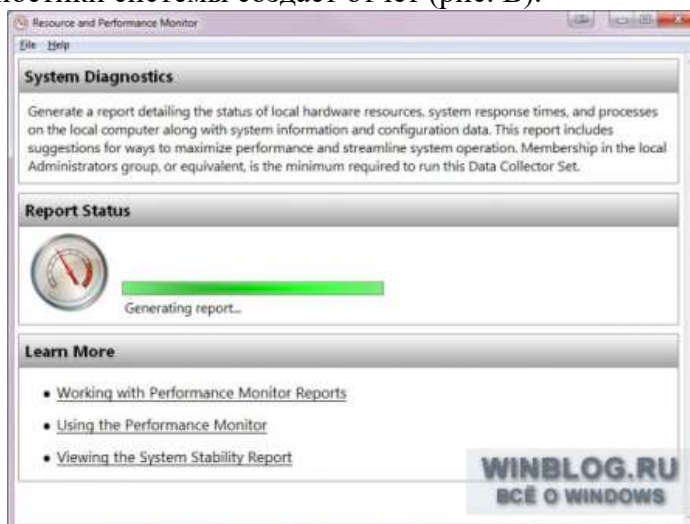 системы создает отчет (рис. B).
Resource and Performance Monitor
File Help
System Diagnostics
Generate a report detailing the status of local hardware resources, system response times, and processes
on the local computer along with system information and configuration data. This report includes
suggestions for ways to maximize performance and streamline system operation. Membership in the local
Administrators group, or equivalent, is the minimum required to run this Data Collector Set.
Report Status
Generating report...
Learn More
• Working with Performance Monitor Reports
• Using the Performance Monitor
• Viewing the System Stability Report
WINBLOG.RU
ВСЁ О WINDOWS